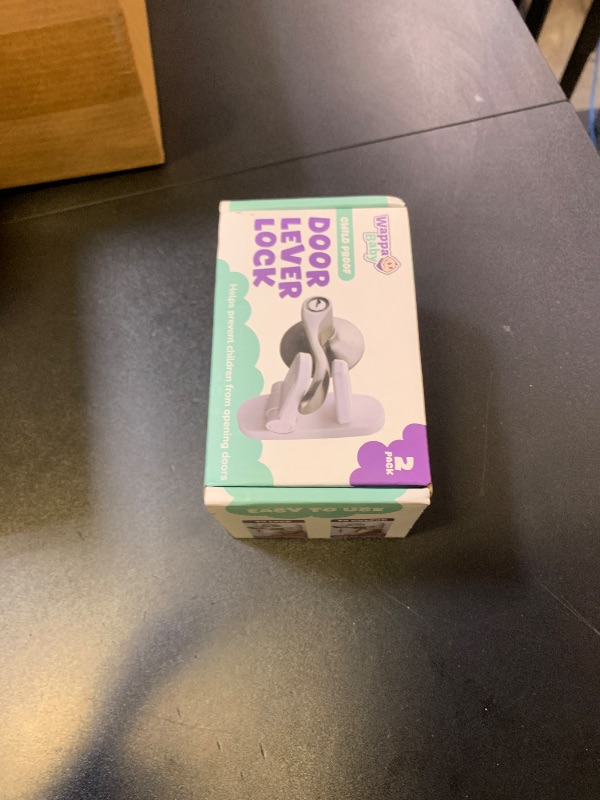 Wappa
Baby
CHILD PROOF
DOOR
LEVER
LOCK
Helps prevent children from opening doors
2
PACK
EASY TO USE